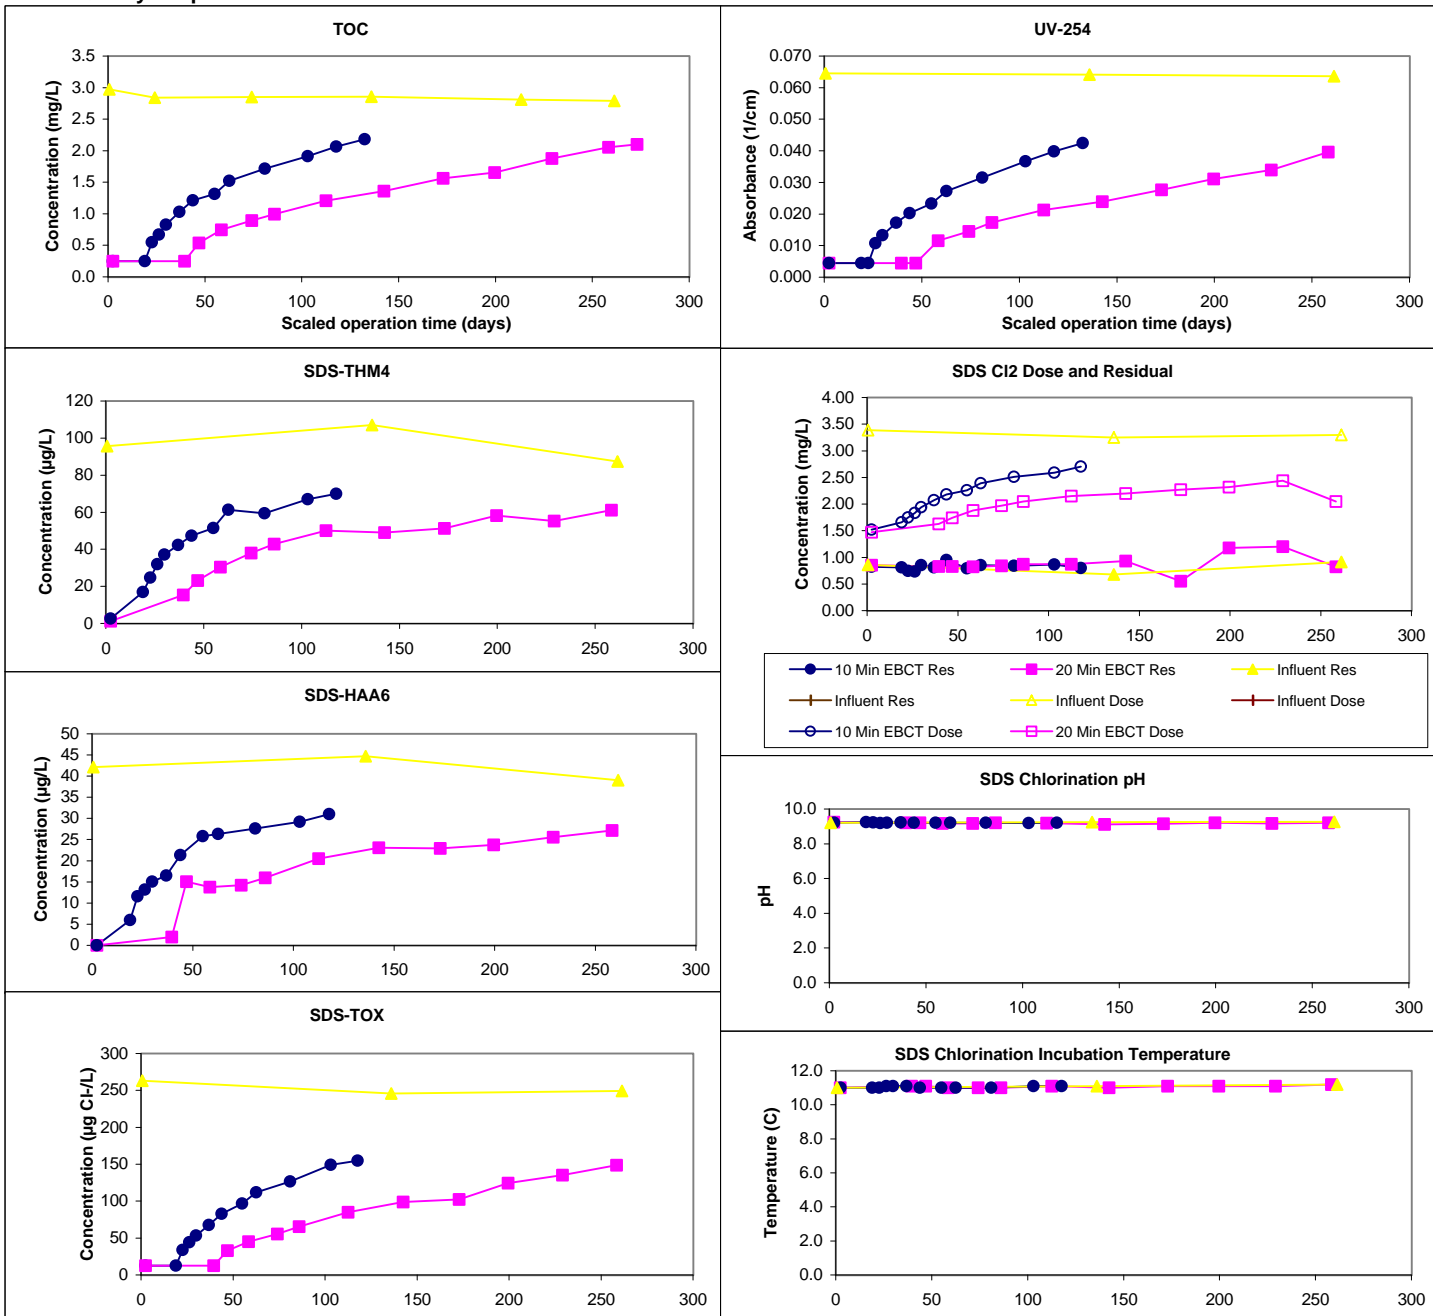 TOC
3.5
3.0
2.5
2.0
1.5
1.0
0.5
0.0
Concentration (mg/L)
0 50 100 150 200 250 300
Scaled operation time (days)
UV-254
0.070
0.060
0.050
0.040
0.030
0.020
0.010
0.000
Absorbance (1/cm)
0 50 100 150 200 250 300
Scaled operation time (days)
SDS-THM4
120
100
80
60
40
20
0
Concentration (µg/L)
0 50 100 150 200 250 300
SDS Cl2 Dose and Residual
4.00
3.50
3.00
2.50
2.00
1.50
1.00
0.50
0.00
Concentration (mg/L)
0 50 100 150 200 250 300
10 Min EBCT Res 20 Min EBCT Res Influent Res
Influent Res Influent Dose Influent Dose
10 Min EBCT Dose 20 Min EBCT Dose
SDS-HAA6
50
45
40
35
30
25
20
15
10
5
0
Concentration (µg/L)
0 50 100 150 200 250 300
SDS Chlorination pH
10.0
8.0
6.0
4.0
2.0
0.0
pH
0 50 100 150 200 250 300
SDS-TOX
300
250
200
150
100
50
0
Concentration (µg Cl-/L)
0 50 100 150 200 250 300
SDS Chlorination Incubation Temperature
12.0
10.0
8.0
6.0
4.0
2.0
0.0
Temperature (C)
0 50 100 150 200 250 300